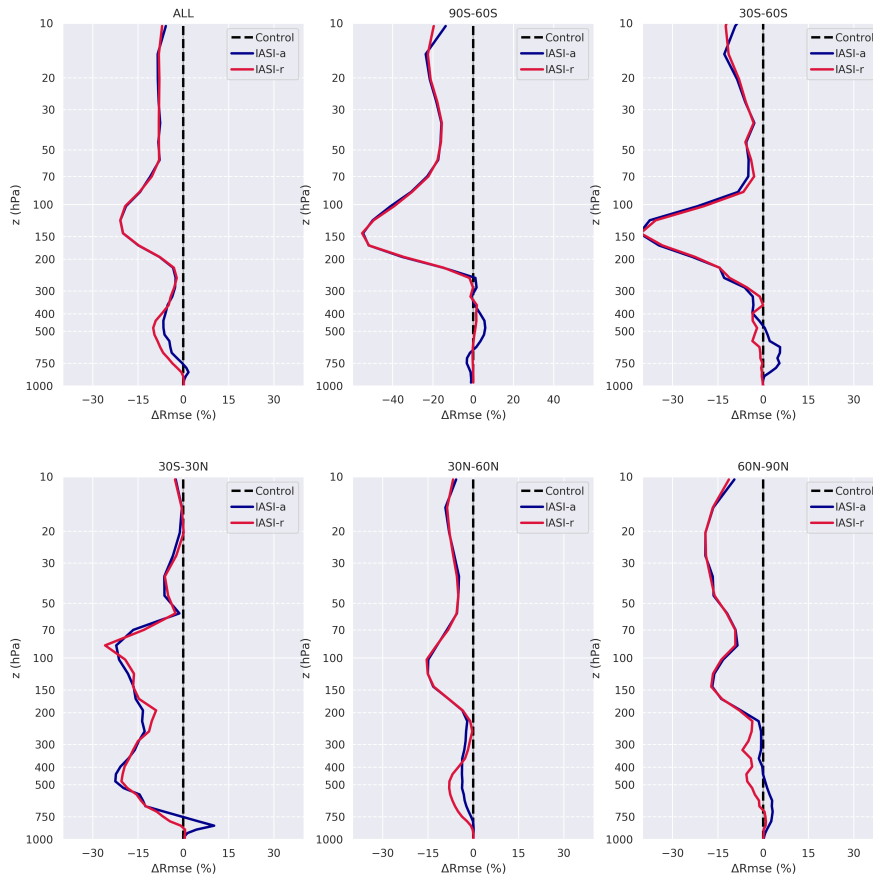 ALL
10
20
30
50
70
100
150
200
300
400
500
750
1000
z (hPa)
−30 −15 0 15 30
ΔRmse (%)
Control
IASI-a
IASI-r
90S-60S
10
20
30
50
70
100
150
200
300
400
500
750
1000
z (hPa)
−40 −20 0 20 40
ΔRmse (%)
Control
IASI-a
IASI-r
30S-60S
10
20
30
50
70
100
150
200
300
400
500
750
1000
z (hPa)
−30 −15 0 15 30
ΔRmse (%)
Control
IASI-a
IASI-r
30S-30N
10
20
30
50
70
100
150
200
300
400
500
750
1000
z (hPa)
−30 −15 0 15 30
ΔRmse (%)
Control
IASI-a
IASI-r
30N-60N
10
20
30
50
70
100
150
200
300
400
500
750
1000
z (hPa)
−30 −15 0 15 30
ΔRmse (%)
Control
IASI-a
IASI-r
60N-90N
10
20
30
50
70
100
150
200
300
400
500
750
1000
z (hPa)
−30 −15 0 15 30
ΔRmse (%)
Control
IASI-a
IASI-r